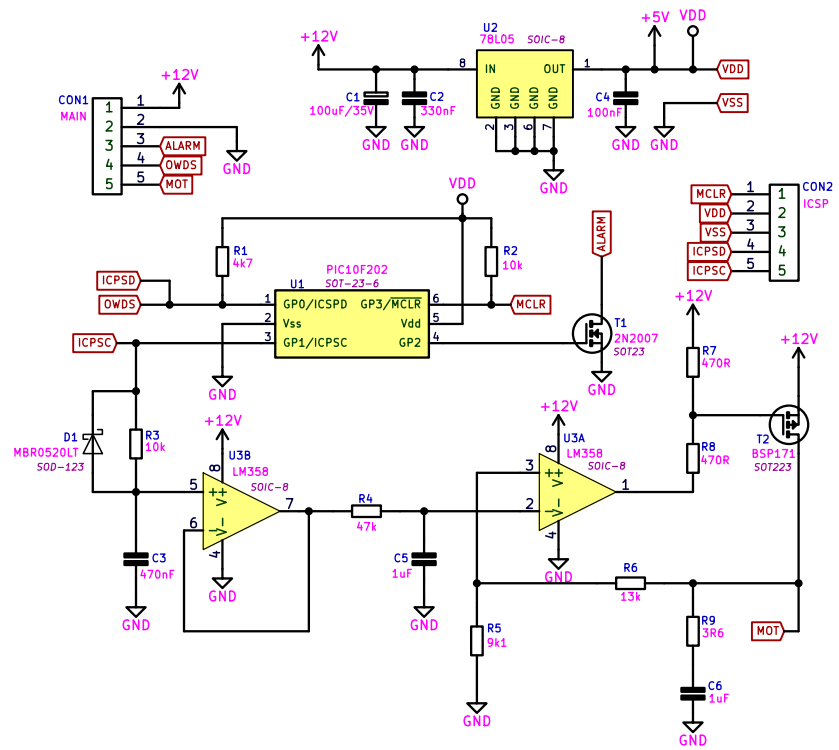 U2
SOIC-8
78L05
+12V
8
IN
OUT
1
+5V
VDD
VDD
VSS
GND
GND
GND
GND
2
3
6
7
C1
100uF/35V
C2
330nF
C4
100nF
GND
GND
GND
GND
GND
CON1
MAIN
+12V
1
1
2
2
3
3
ALARM
4
4
OWDS
5
5
MOT
GND
VDD
ALARM
CON2
ICSP
MCLR
1
1
VDD
2
2
VSS
3
3
ICPSD
4
4
ICPSC
5
5
R1
4k7
R2
10k
PIC10F202
SOT-23-6
U1
ICPSD
OWDS
1
GP0/ICSPD
GP3/MCLR
6
MCLR
2
Vss
Vdd
5
ICPSC
3
GP1/ICPSC
GP2
4
T1
2N2007
SOT23
GND
GND
+12V
R7
470R
+12V
D1
MBR0520LT
SOD-123
R3
10k
+12V
8
U3B
LM358
SOIC-8
5
++
V
6
V-
-
7
4
GND
C3
470nF
GND
R4
47k
C5
1uF
GND
+12V
8
U3A
LM358
SOIC-8
3
++
V
2
V-
-
1
4
GND
R8
470R
T2
BSP171
SOT223
R6
13k
R5
9k1
GND
R9
3R6
MOT
C6
1uF
GND